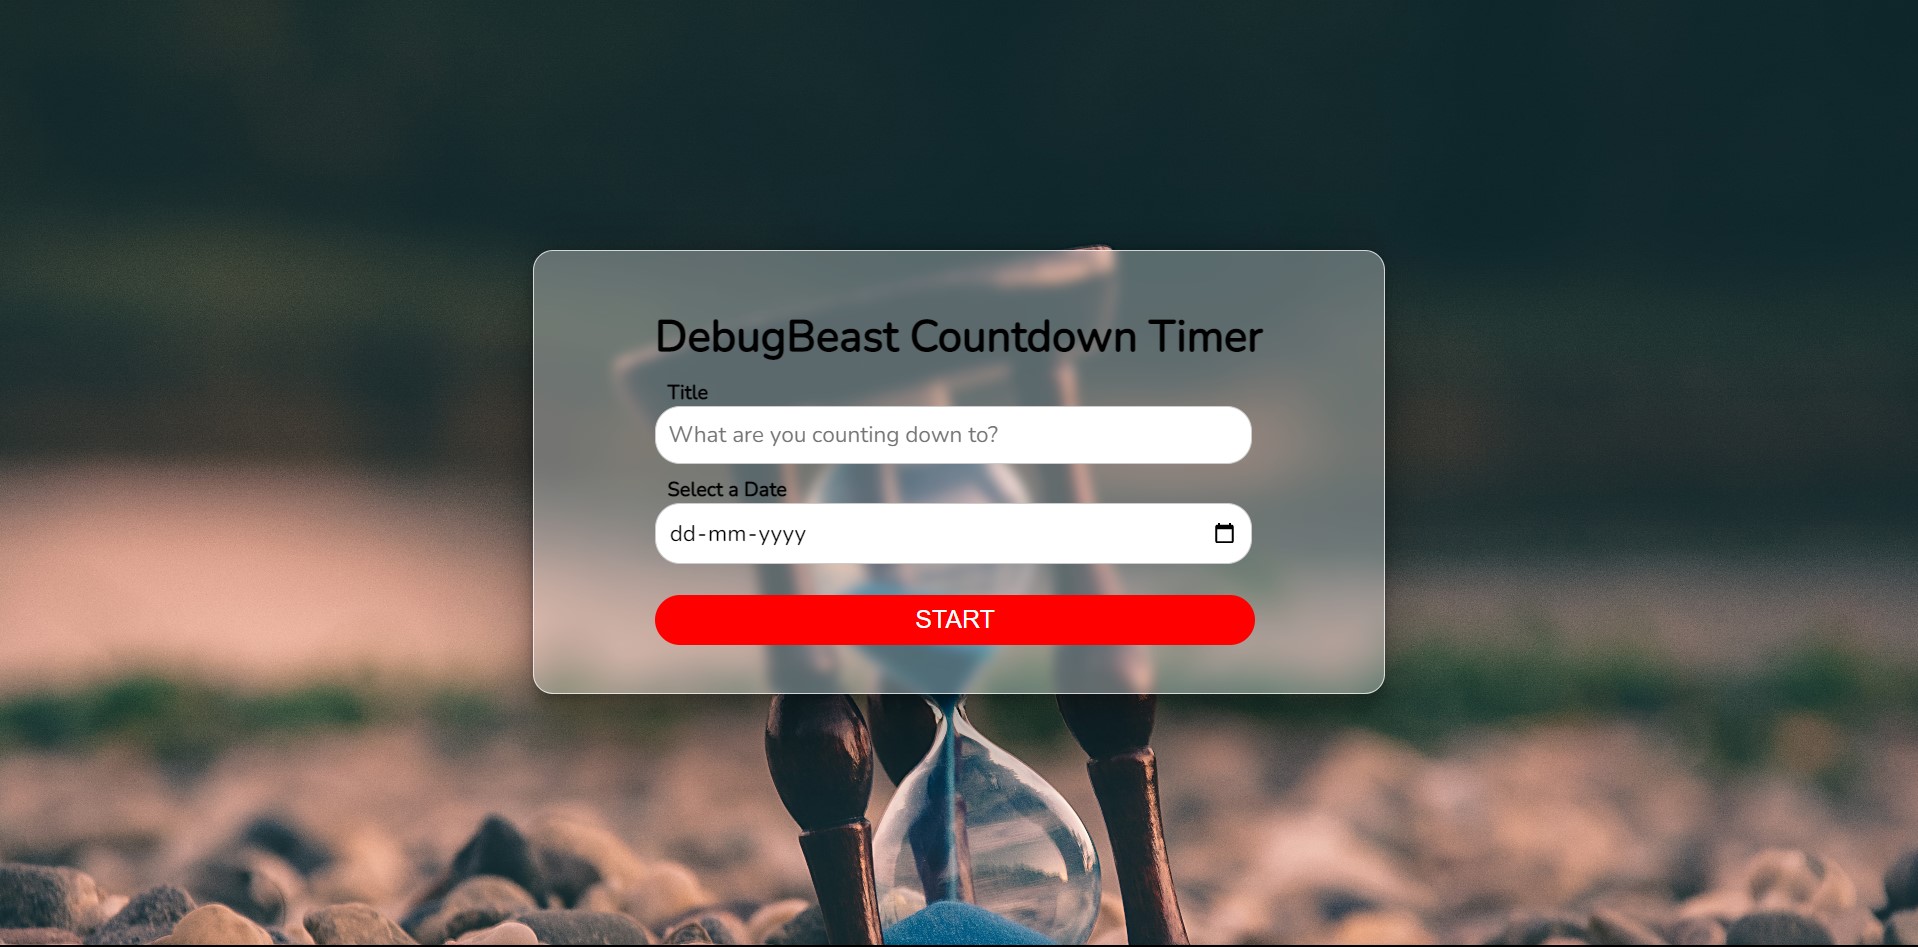 DebugBeast Countdown Timer
Title
What are you counting down to?
Select a Date
dd-mm-yyyy
START